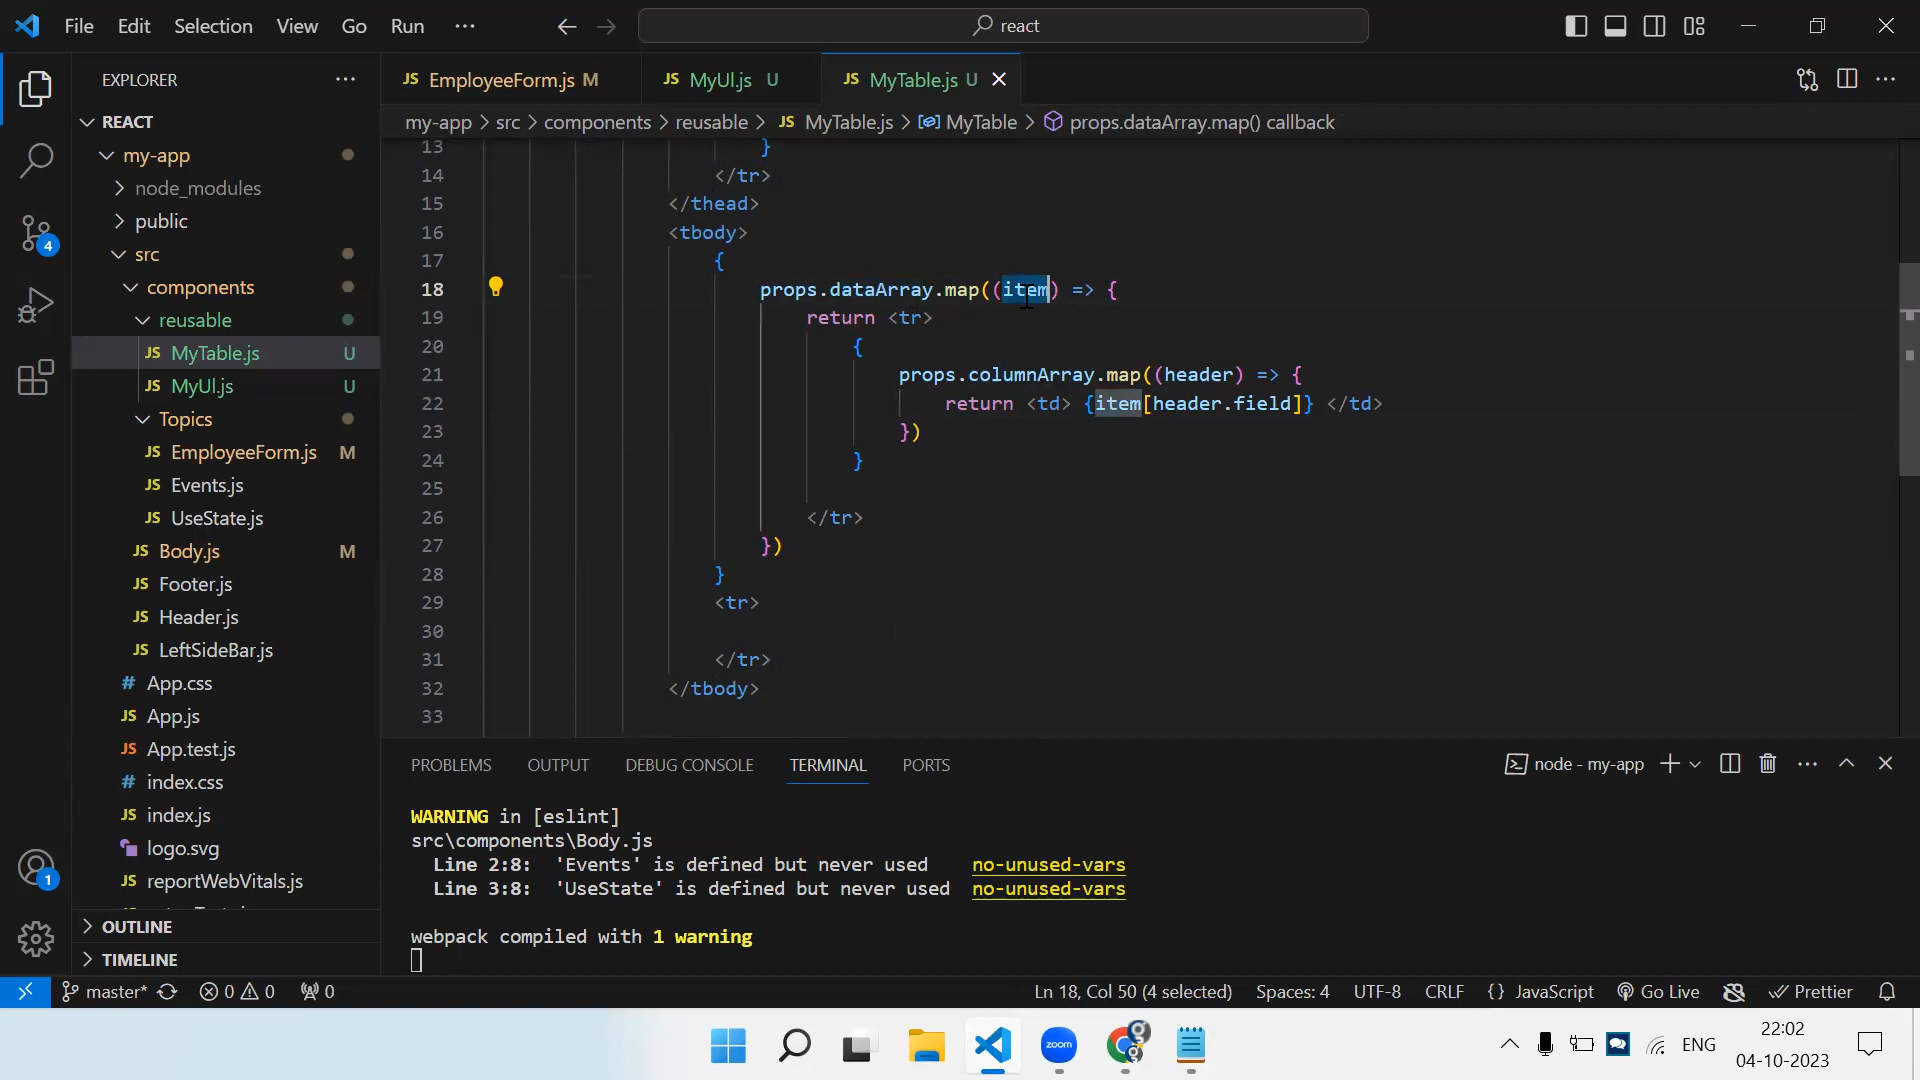 File Edit Selection View Go Run ··· react
EXPLORER ···
REACT
my-app
node_modules
public
src
components
reusable
JS MyTable.js U
JS MyUl.js U
Topics
JS EmployeeForm.js M
JS Events.js
JS UseState.js
JS Body.js M
JS Footer.js
JS Header.js
JS LeftSideBar.js
# App.css
JS App.js
JS App.test.js
# index.css
JS index.js
logo.svg
JS reportWebVitals.js
OUTLINE
TIMELINE
4
1
JS EmployeeForm.js M JS MyUl.js U JS MyTable.js U
my-app > src > components > reusable > JS MyTable.js > MyTable > props.dataArray.map() callback
13 }
14 </tr>
15 </thead>
16 <tbody>
17 {
18 props.dataArray.map((item) => {
19 return <tr>
20 {
21 props.columnArray.map((header) => {
22 return <td> {item[header.field]} </td>
23 })
24 }
25
26 </tr>
27 })
28 }
29 <tr>
30
31 </tr>
32 </tbody>
33
PROBLEMS OUTPUT DEBUG CONSOLE TERMINAL PORTS node - my-app
WARNING in [eslint]
src\components\Body.js
Line 2:8: 'Events' is defined but never used no-unused-vars
Line 3:8: 'UseState' is defined but never used no-unused-vars
webpack compiled with 1 warning
master* 0 0 0 Ln 18, Col 50 (4 selected) Spaces: 4 UTF-8 CRLF {} JavaScript Go Live Prettier
zoom ENG 22:02
04-10-2023